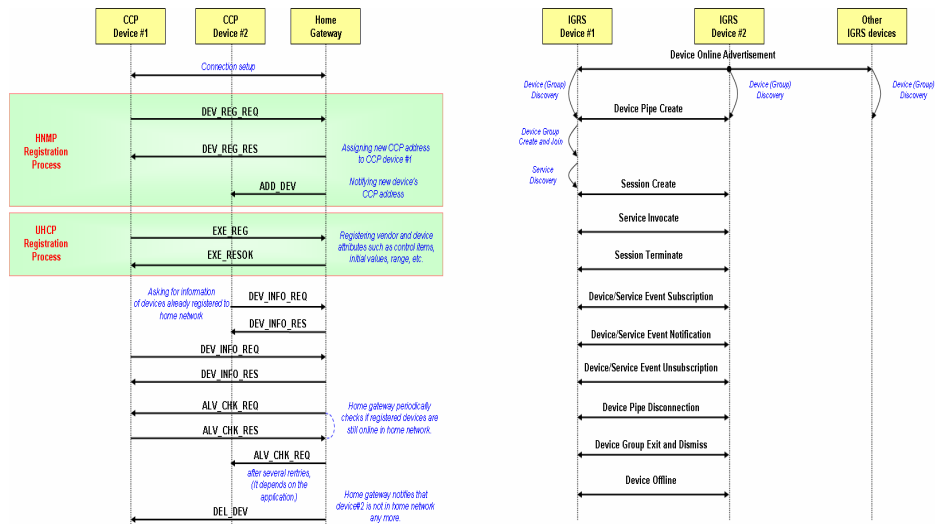 CCP
Device #1
CCP
Device #2
Home
Gateway
Connection setup
HNMP
Registration
Process
DEV_REG_REQ
DEV_REG_RES
Assigning new CCP address
to CCP device #1
ADD_DEV
Notifying new device's
CCP address
UHCP
Registration
Process
EXE_REG
EXE_RESOK
Registering vendor and device
attributes such as control items,
initial values, range, etc.
Asking for information
of devices already registered to
home network
DEV_INFO_REQ
DEV_INFO_RES
DEV_INFO_REQ
DEV_INFO_RES
ALV_CHK_REQ
ALV_CHK_RES
Home gateway periodically
checks if registered devices are
still online in home network.
ALV_CHK_REQ
after several retries,
(It depends on the
application.)
DEL_DEV
Home gateway notifies that
device#2 is not in home network
any more.
IGRS
Device #1
IGRS
Device #2
Other
IGRS devices
Device Online Advertisement
Device (Group)
Discovery
Device (Group)
Discovery
Device (Group)
Discovery
Device Pipe Create
Device Group
Create and Join
Service
Discovery
Session Create
Service Invocate
Session Terminate
Device/Service Event Subscription
Device/Service Event Notification
Device/Service Event Unsubscription
Device Pipe Disconnection
Device Group Exit and Dismiss
Device Offline